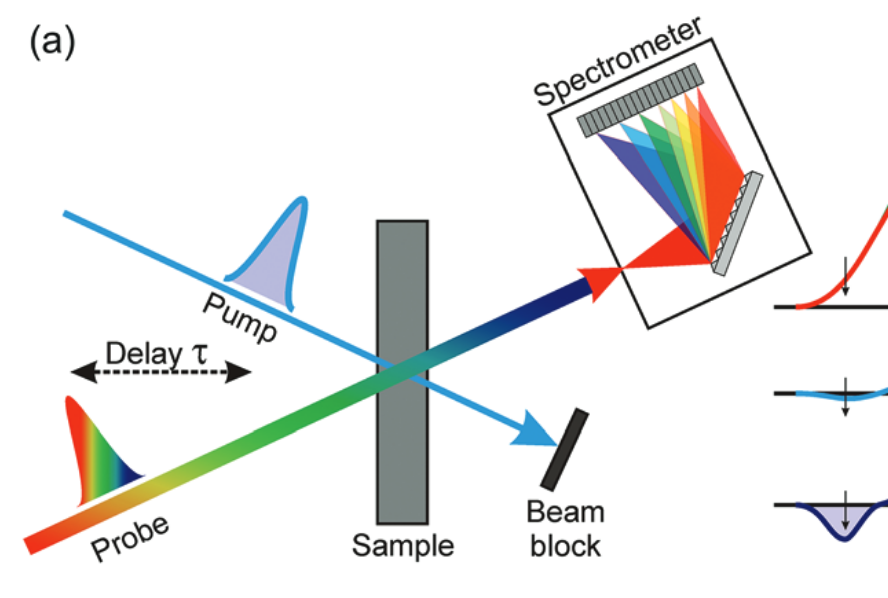 (a)
Spectrometer
Pump
Delay τ
Probe
Sample
Beam
block